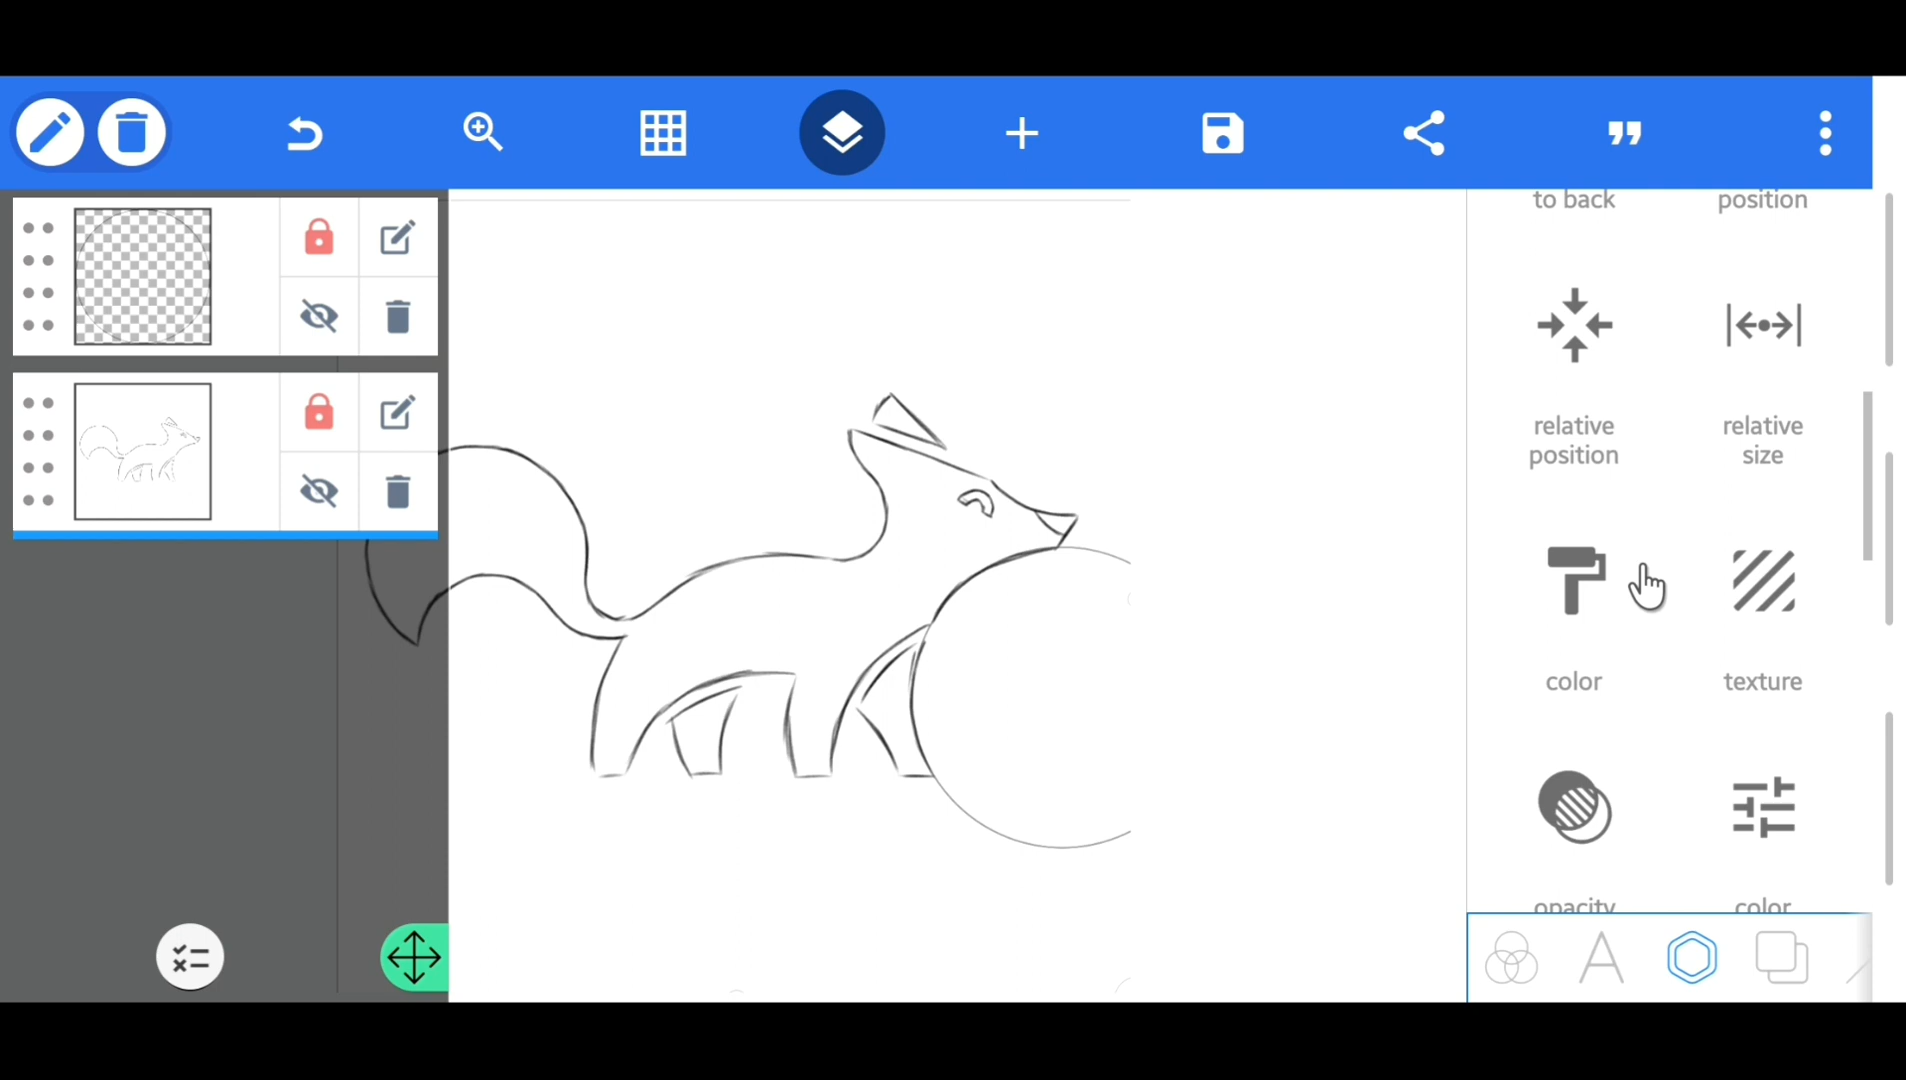 to back
position
relative
position
relative
size
color
texture
opacity
color